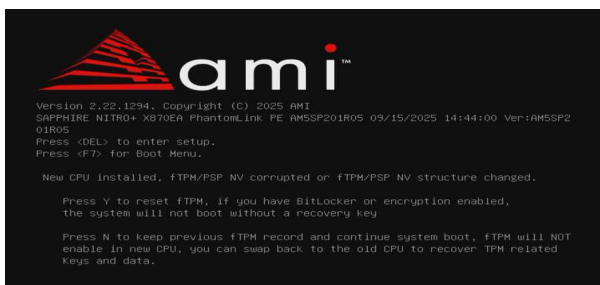 ami™
Version 2.22.1294. Copyright (C) 2025 AMI
SAPPHIRE NITRO+ X870EA PhantomLink PE AM5SP201R05 09/15/2025 14:44:00 Ver:AM5SP2
01R05
Press <DEL> to enter setup.
Press <F7> for Boot Menu.
New CPU installed, fTPM/PSP NV corrupted or fTPM/PSP NV structure changed.
Press Y to reset fTPM, if you have BitLocker or encryption enabled,
the system will not boot without a recovery key
Press N to keep previous fTPM record and continue system boot, fTPM will NOT
enable in new CPU, you can swap back to the old CPU to recover TPM related
Keys and data.